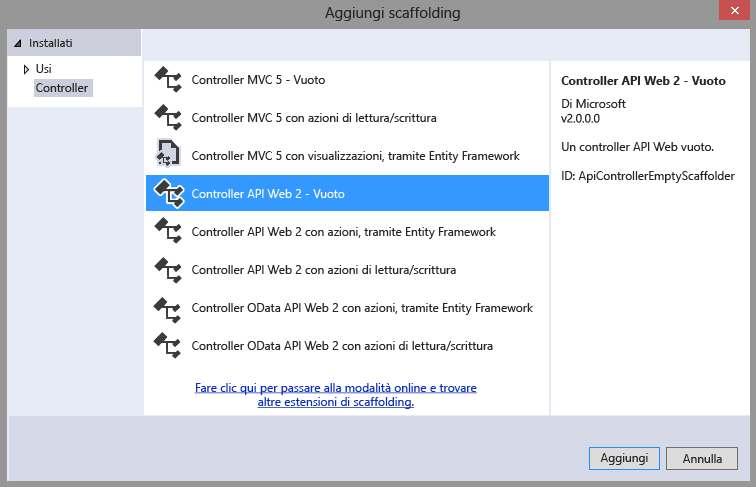 Aggiungi scaffolding
Installati
Usi
Controller
Controller MVC 5 - Vuoto
Controller MVC 5 con azioni di lettura/scrittura
Controller MVC 5 con visualizzazioni, tramite Entity Framework
Controller API Web 2 - Vuoto
Controller API Web 2 con azioni, tramite Entity Framework
Controller API Web 2 con azioni di lettura/scrittura
Controller OData API Web 2 con azioni, tramite Entity Framework
Controller OData API Web 2 con azioni di lettura/scrittura
Fare clic qui per passare alla modalità online e trovare
altre estensioni di scaffolding.
Controller API Web 2 - Vuoto
Di Microsoft
v2.0.0.0
Un controller API Web vuoto.
ID: ApiControllerEmptyScaffolder
Aggiungi
Annulla